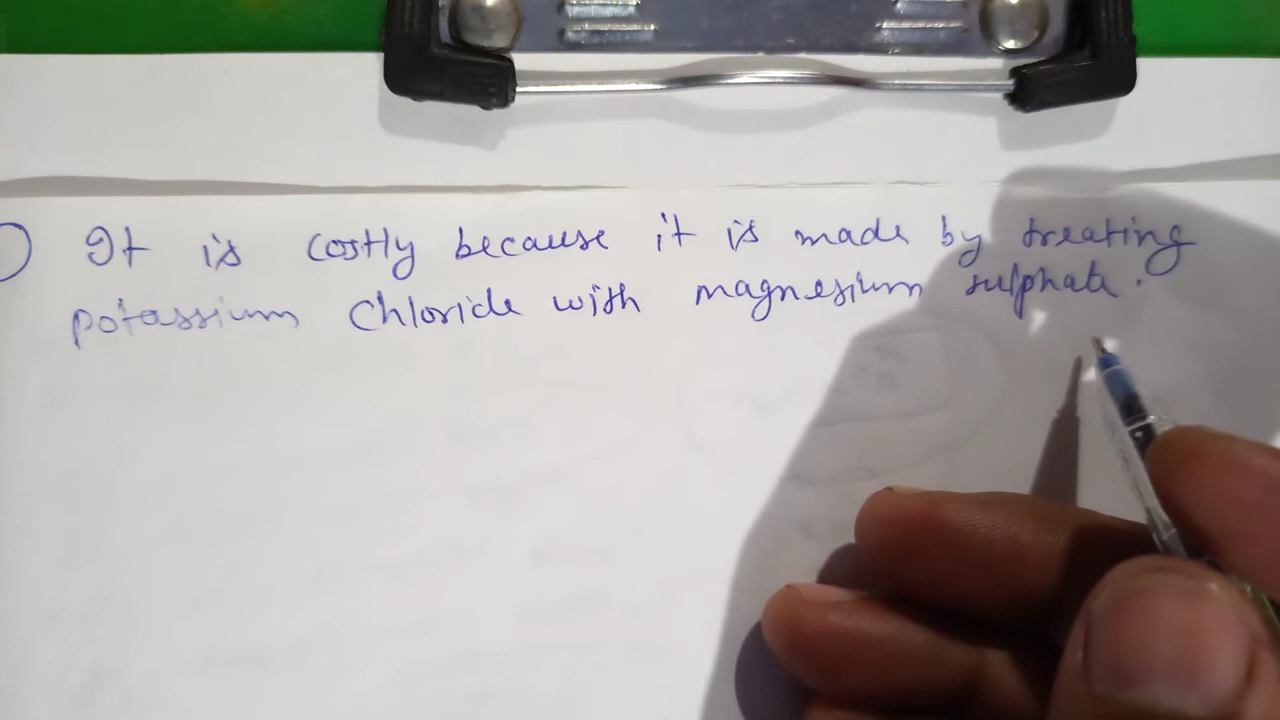 It is costly because it is made by treating
potassium chloride with magnesium sulphate.